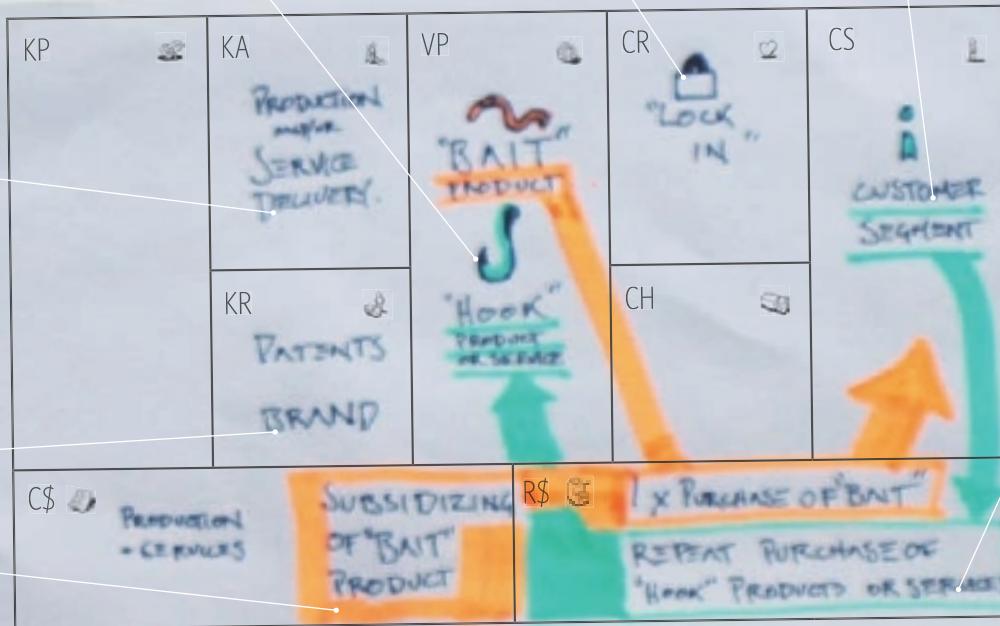 KP
KA
PRODUCTION
and/or
SERVICE
DELIVERY.
VP
"BAIT"
PRODUCT
"HOOK"
PRODUCT
OR SERVICE
CR
"LOCK
IN"
CS
CUSTOMER
SEGMENT
KR
PATENTS
BRAND
CH
C$
PRODUCTION
+ SERVICES
SUBSIDIZING
OF "BAIT"
PRODUCT
R$
1 x PURCHASE OF "BAIT"
REPEAT PURCHASE OF
"HOOK" PRODUCTS OR SERVICES